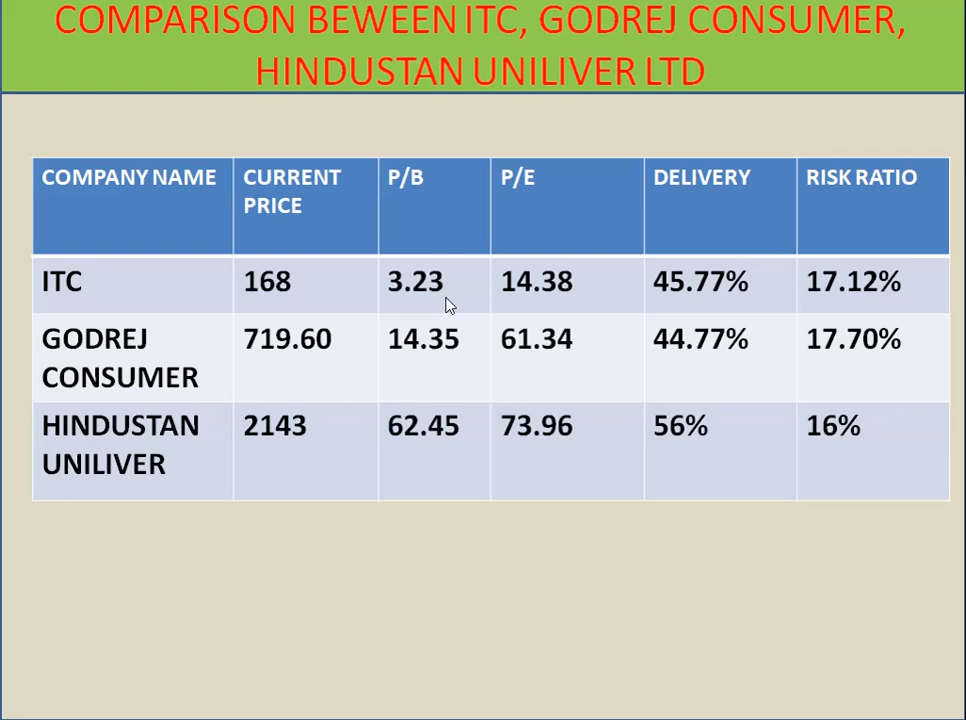 COMPARISON BEWEEN ITC, GODREJ CONSUMER,
HINDUSTAN UNILIVER LTD
COMPANY NAME CURRENT PRICE P/B P/E DELIVERY RISK RATIO
ITC 168 3.23 14.38 45.77% 17.12%
GODREJ CONSUMER 719.60 14.35 61.34 44.77% 17.70%
HINDUSTAN UNILIVER 2143 62.45 73.96 56% 16%